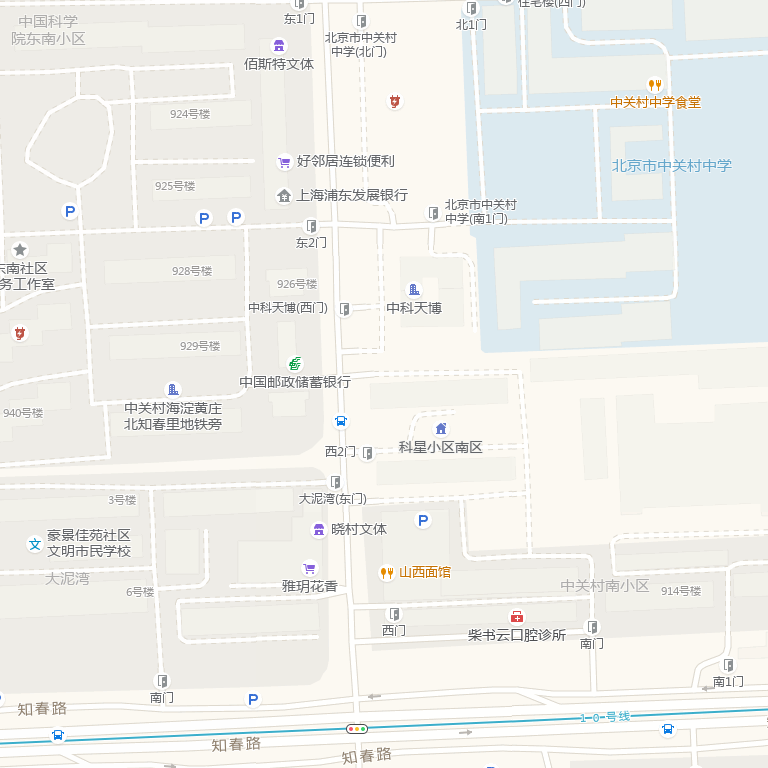 中国科学
院东南小区
东1门
北京市中关村
中学(北门)
北1门
住宅楼(四门)
佰斯特文体
中关村中学食堂
924号楼
好邻居连锁便利
北京市中关村中学
925号楼
上海浦东发展银行
P
P
P
北京市中关村
中学(南1门)
东2门
东南社区
务工作室
928号楼
926号楼
中科天博(西门)
中科天博
929号楼
中国邮政储蓄银行
940号楼
中关村海淀黄庄
北知春里地铁旁
科星小区南区
西2门
大泥湾(东门)
3号楼
P
晓村文体
文
豪景佳苑社区
文明市民学校
大泥湾
山西面馆
雅玥花香
6号楼
中关村南小区
914号楼
西门
柴书云口腔诊所
南门
南1门
南门
P
知春路
10号线
知春路
知春路